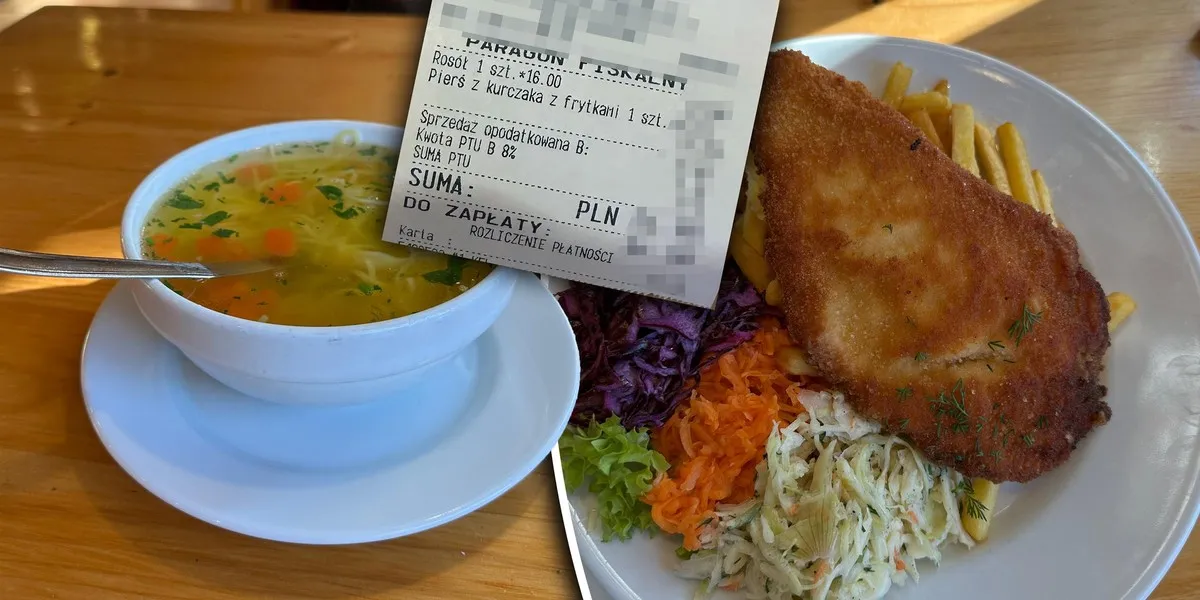 PARAGON FISKALNY
Rosół 1 szt.*16.00
Pierś z kurczaka z frytkami 1 szt.
Sprzedaż opodatkowana B:
Kwota PTU B 8%
SUMA PTU
SUMA:
PLN
DO ZAPŁATY:
ROZLICZENIE PŁATNOŚCI
Karta :